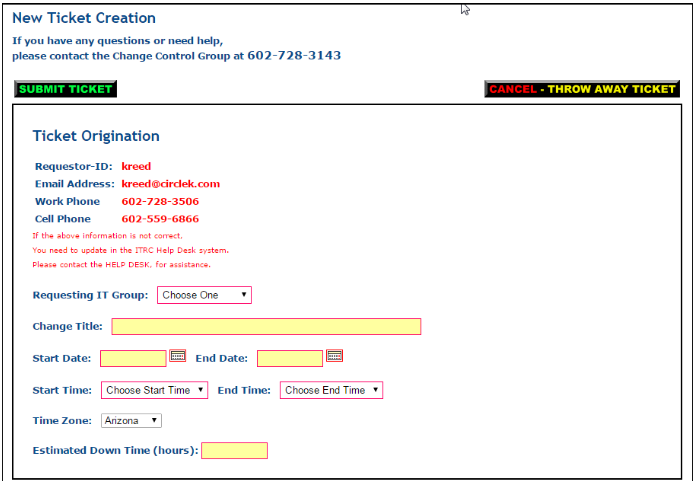 New Ticket Creation
If you have any questions or need help,
please contact the Change Control Group at 602-728-3143
SUBMIT TICKET CANCEL - THROW AWAY TICKET
Ticket Origination
Requestor-ID: kreed
Email Address: kreed@circlek.com
Work Phone 602-728-3506
Cell Phone 602-559-6866
If the above information is not correct.
You need to update in the ITRC Help Desk system.
Please contact the HELP DESK, for assistance.
Requesting IT Group: Choose One
Change Title:
Start Date: End Date:
Start Time: Choose Start Time End Time: Choose End Time
Time Zone: Arizona
Estimated Down Time (hours):